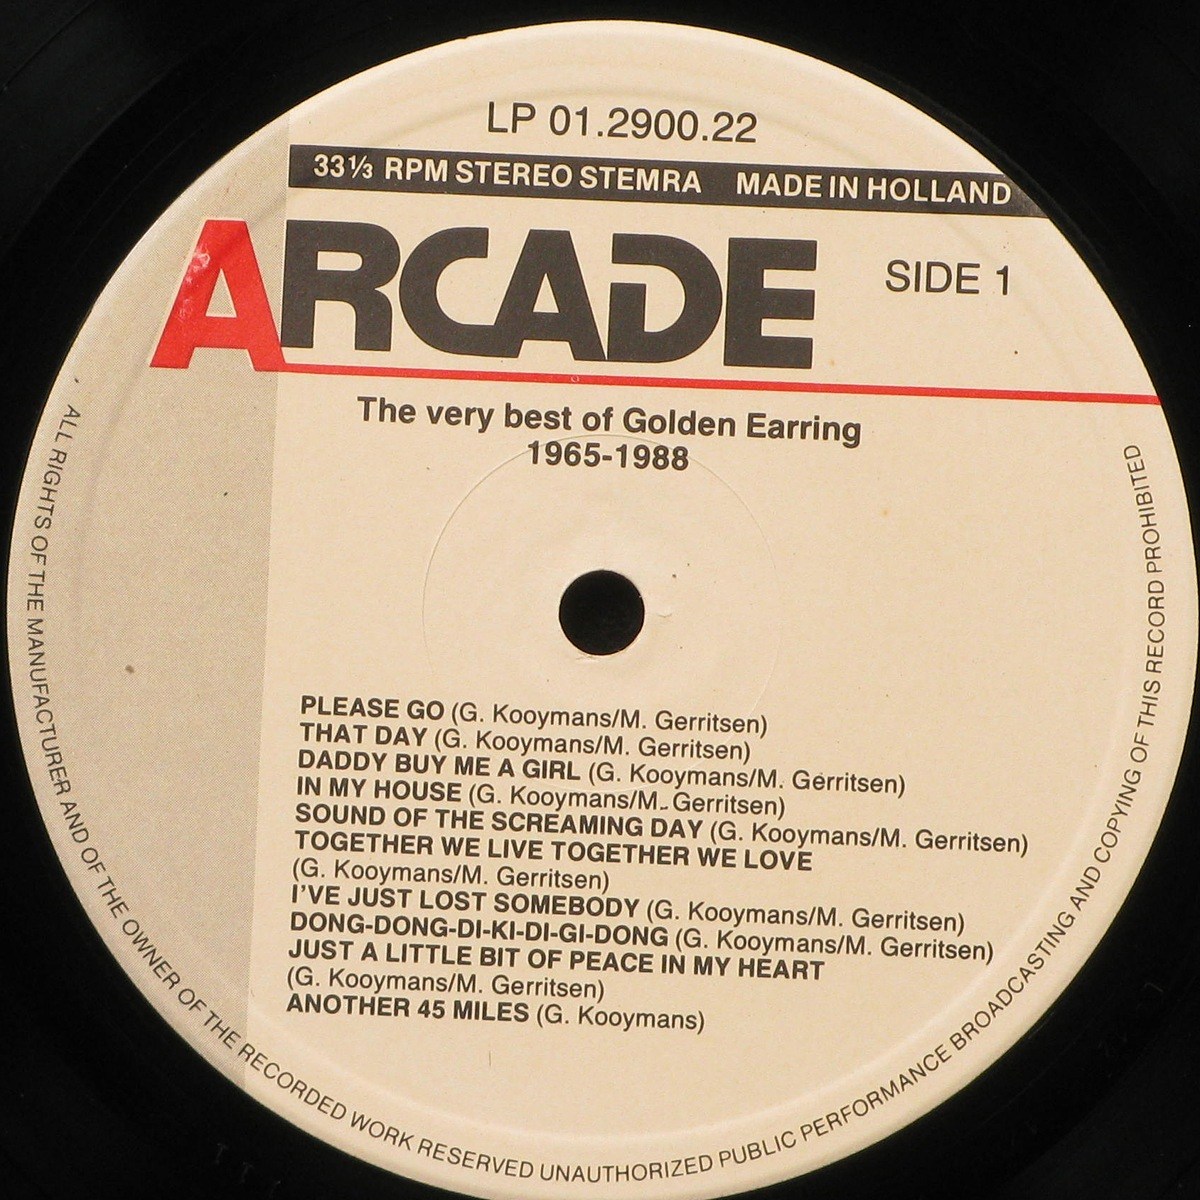 LP 01.2900.22
33⅓ RPM STEREO STEMRA MADE IN HOLLAND
ARCADE
SIDE 1
The very best of Golden Earring
1965-1988
PLEASE GO (G. Kooymans/M. Gerritsen)
THAT DAY (G. Kooymans/M. Gerritsen)
DADDY BUY ME A GIRL (G. Kooymans/M. Gerritsen)
IN MY HOUSE (G. Kooymans/M. Gerritsen)
SOUND OF THE SCREAMING DAY (G. Kooymans/M. Gerritsen)
TOGETHER WE LIVE TOGETHER WE LOVE
(G. Kooymans/M. Gerritsen)
I'VE JUST LOST SOMEBODY (G. Kooymans/M. Gerritsen)
DONG-DONG-DI-KI-DI-GI-DONG (G. Kooymans/M. Gerritsen)
JUST A LITTLE BIT OF PEACE IN MY HEART
(G. Kooymans/M. Gerritsen)
ANOTHER 45 MILES (G. Kooymans)
ALL RIGHTS OF THE MANUFACTURER AND OF THE OWNER OF THE RECORDED WORK RESERVED UNAUTHORIZED PUBLIC PERFORMANCE BROADCASTING AND COPYING OF THIS RECORD PROHIBITED